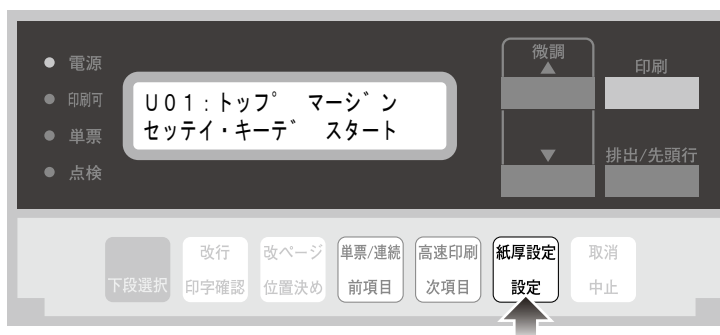 電源
印刷可
単票
点検
U01:トップ マージン
セッテイ・キーデ スタート
微調
▲
▼
印刷
排出/先頭行
下段選択
改行
印字確認
改ページ
位置決め
単票/連続
前項目
高速印刷
次項目
紙厚設定
設定
取消
中止